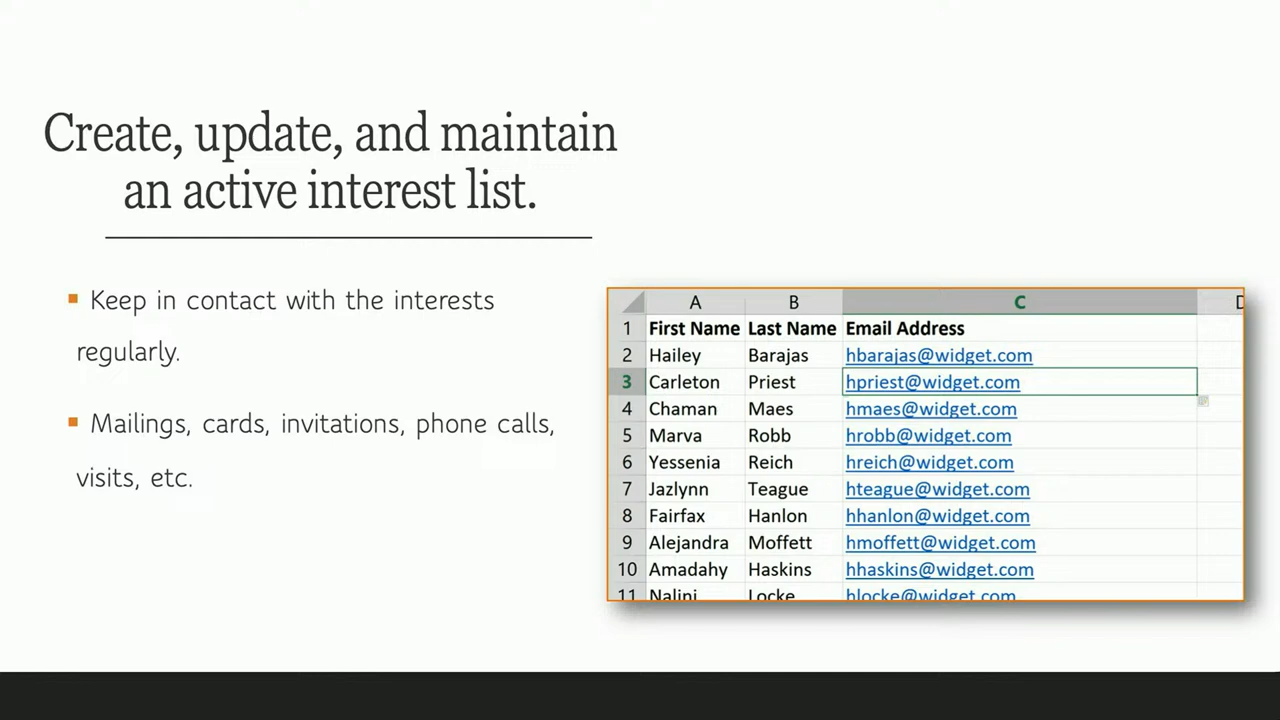 Create, update, and maintain
an active interest list.
Keep in contact with the interests
regularly.
Mailings, cards, invitations, phone calls,
visits, etc.
A B C D
1 First Name Last Name Email Address
2 Hailey Barajas hbarajas@widget.com
3 Carleton Priest hpriest@widget.com
4 Chaman Maes hmaes@widget.com
5 Marva Robb hrobb@widget.com
6 Yessenia Reich hreich@widget.com
7 Jazlynn Teague hteague@widget.com
8 Fairfax Hanlon hhanlon@widget.com
9 Alejandra Moffett hmoffett@widget.com
10 Amadahy Haskins hhaskins@widget.com
11 Nalini Locke hlocke@widget.com